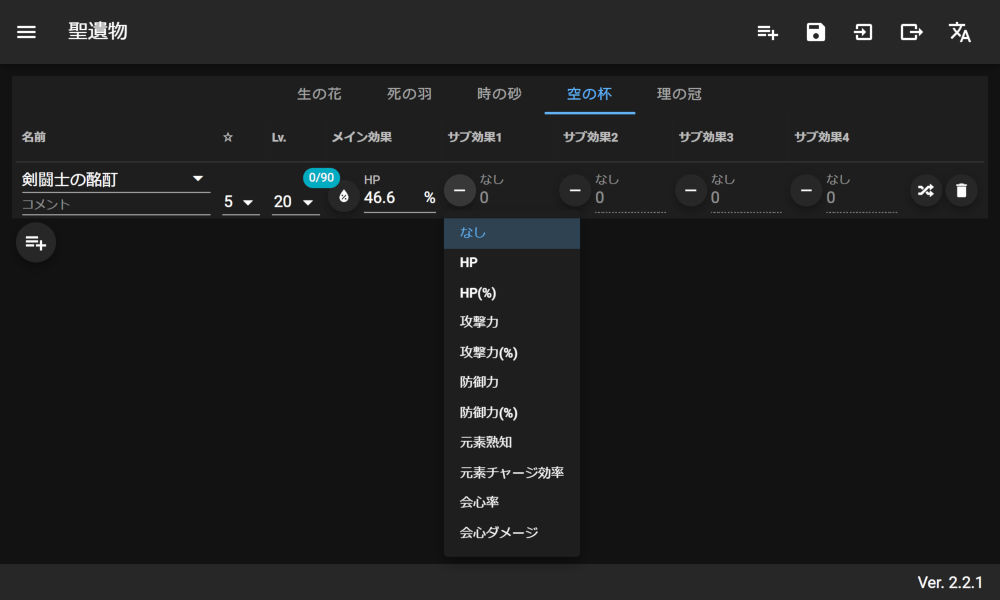 聖遺物
生の花 死の羽 時の砂 空の杯 理の冠
名前 ☆ Lv. メイン効果 サブ効果1 サブ効果2 サブ効果3 サブ効果4
剣闘士の酩酊 0/90 HP なし なし なし なし
コメント 5 20 46.6 % 0 0 0 0
なし
HP
HP(%)
攻撃力
攻撃力(%)
防御力
防御力(%)
元素熟知
元素チャージ効率
会心率
会心ダメージ
Ver. 2.2.1